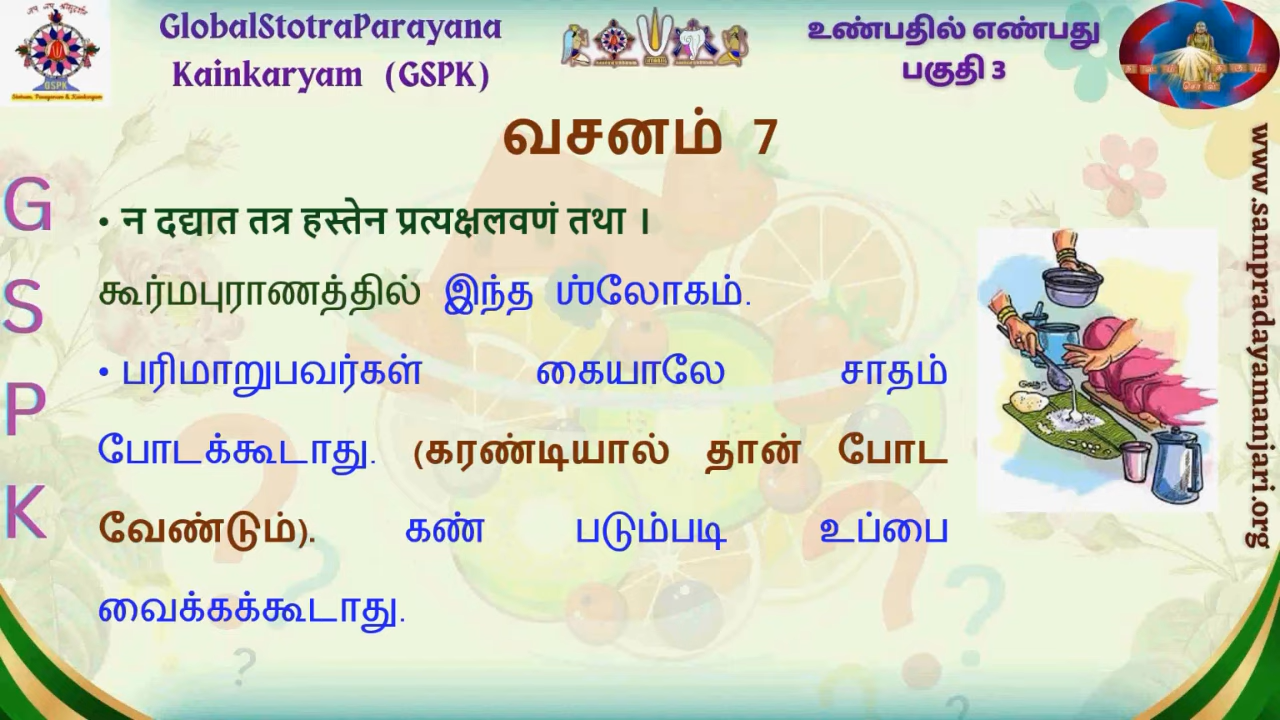 GlobalStotraParayana
Kainkaryam (GSPK)
உண்பதில் எண்பது
பகுதி 3
வசனம் 7
• न दद्यात तत्र हस्तेन प्रत्यक्षलवणं तथा ।
கூர்மபுராணத்தில் இந்த ஶ்லோகம்.
• பரிமாறுபவர்கள் கையாலே சாதம்
போடக்கூடாது. (கரண்டியால் தான் போட
வேண்டும்). கண் படும்படி உப்பை
வைக்கக்கூடாது.
G
S
P
K
www.sampradayamanjari.org
GSPK